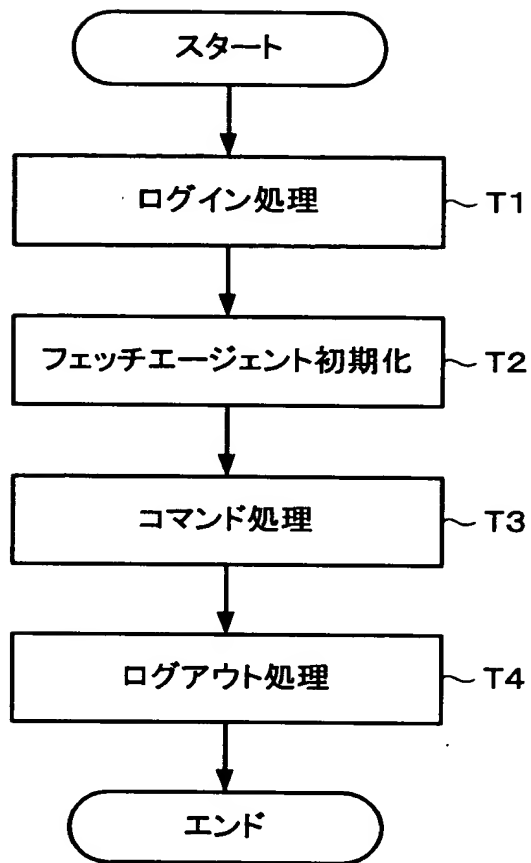 スタート
ログイン処理 T1
フェッチエージェント初期化 T2
コマンド処理 T3
ログアウト処理 T4
エンド